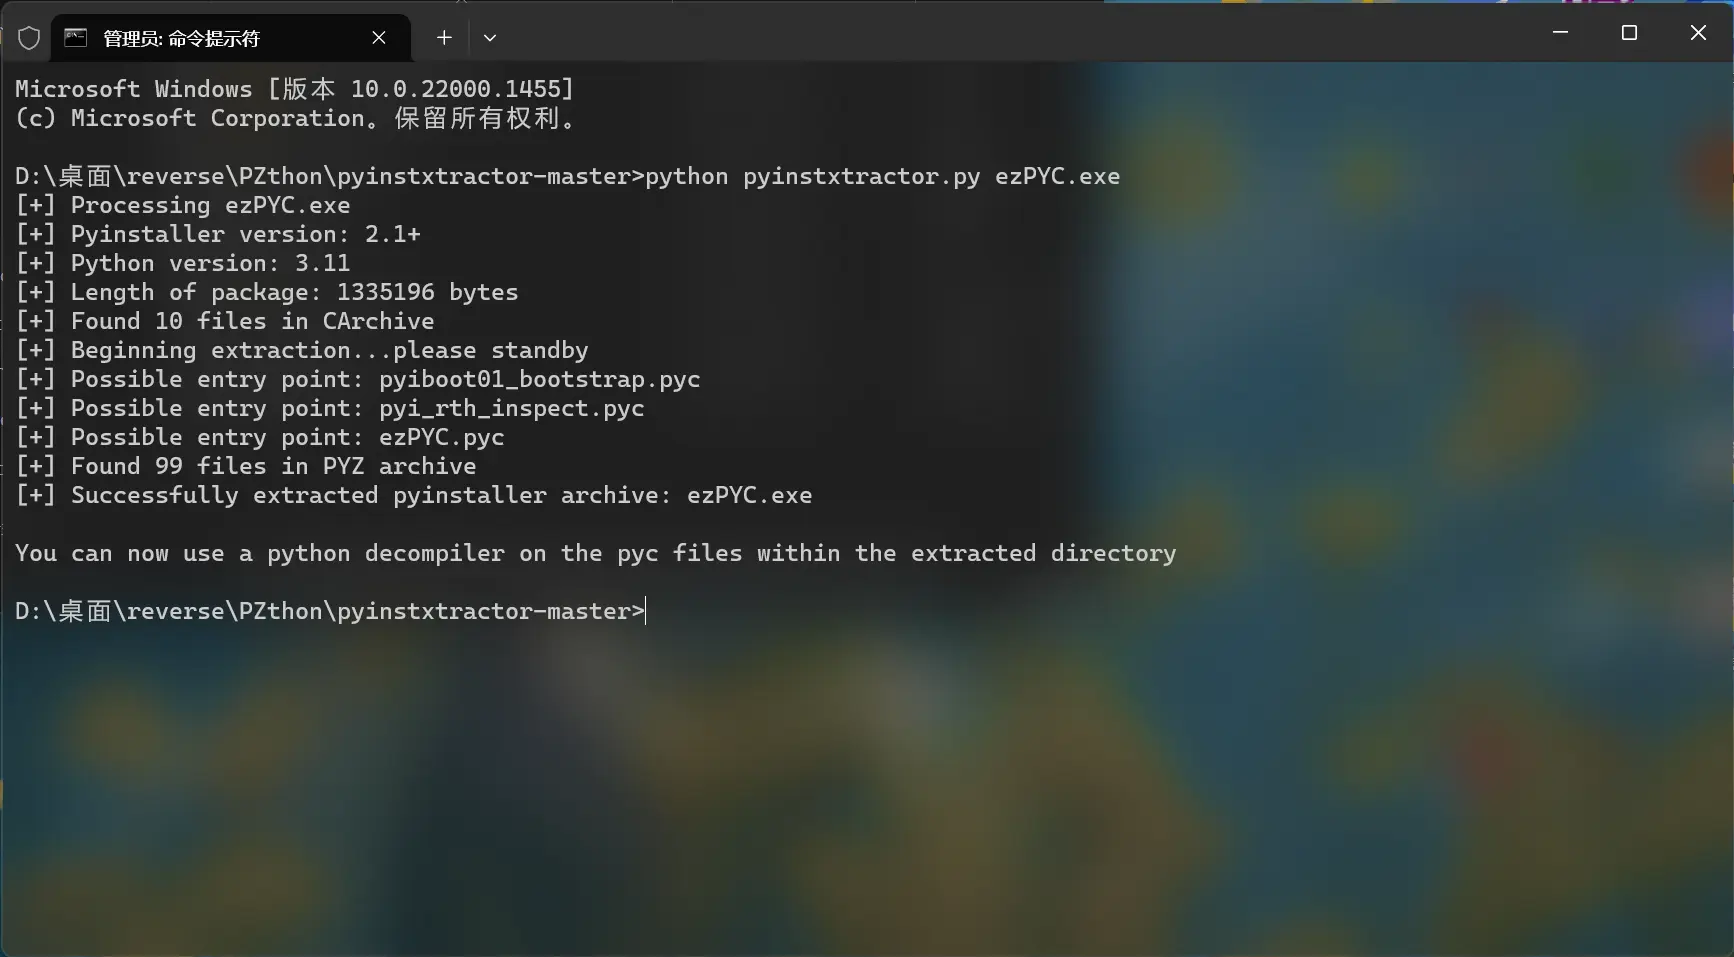 管理员: 命令提示符
Microsoft Windows [版本 10.0.22000.1455]
(c) Microsoft Corporation。保留所有权利。
D:\桌面\reverse\PZthon\pyinstxtractor-master>python pyinstxtractor.py ezPYC.exe
[+] Processing ezPYC.exe
[+] Pyinstaller version: 2.1+
[+] Python version: 3.11
[+] Length of package: 1335196 bytes
[+] Found 10 files in CArchive
[+] Beginning extraction...please standby
[+] Possible entry point: pyiboot01_bootstrap.pyc
[+] Possible entry point: pyi_rth_inspect.pyc
[+] Possible entry point: ezPYC.pyc
[+] Found 99 files in PYZ archive
[+] Successfully extracted pyinstaller archive: ezPYC.exe
You can now use a python decompiler on the pyc files within the extracted directory
D:\桌面\reverse\PZthon\pyinstxtractor-master>